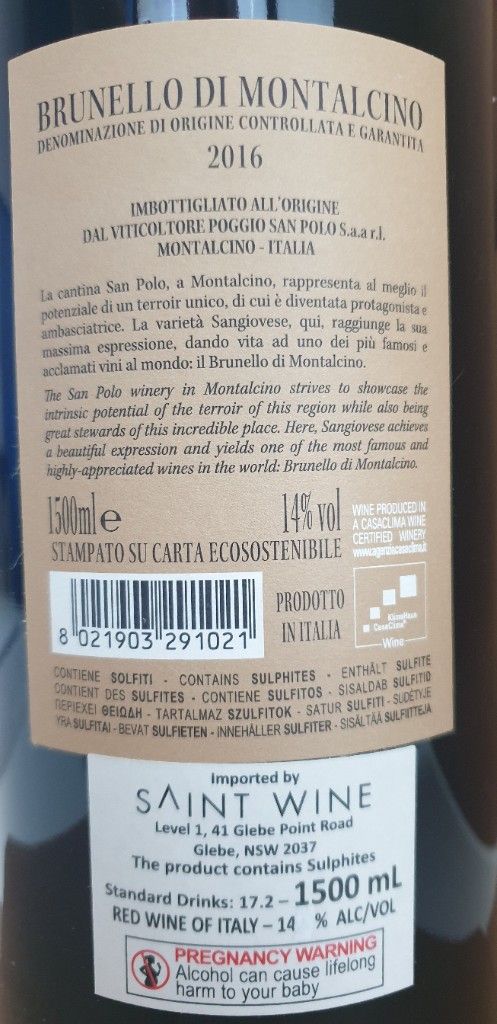 BRUNELLO DI MONTALCINO
DENOMINAZIONE DI ORIGINE CONTROLLATA E GARANTITA
2016
IMBOTTIGLIATO ALL'ORIGINE
DAL VITICOLTORE POGGIO SAN POLO S.a.a r.l.
MONTALCINO - ITALIA
La cantina San Polo, a Montalcino, rappresenta al meglio il
potenziale di un terroir unico, di cui è diventata protagonista e
ambasciatrice. La varietà Sangiovese, qui, raggiunge la sua
massima espressione, dando vita ad uno dei più famosi e
acclamati vini al mondo: il Brunello di Montalcino.
The San Polo winery in Montalcino strives to showcase the
intrinsic potential of the terroir of this region while also being
great stewards of this incredible place. Here, Sangiovese achieves
a beautiful expression and yields one of the most famous and
highly-appreciated wines in the world: Brunello di Montalcino.
1500ml e
14% vol
STAMPATO SU CARTA ECOSOSTENIBILE
WINE PRODUCED IN
A CASACLIMA WINE
CERTIFIED WINERY
www.agenziacasaclima.it
8 021903 291021
PRODOTTO
IN ITALIA
KlimaHaus
CasaClima
Wine
CONTIENE SOLFITI - CONTAINS SULPHITES - ENTHÄLT SULFITE
CONTIENT DES SULFITES - CONTIENE SULFITOS - SISALDAB SULFITID
ΠΕΡΙΕΧΕΙ ΘΕΙΩΔΗ - TARTALMAZ SZULFITOK - SATUR SULFITI - SUDĖTYJE
YRA SULFITAI - BEVAT SULFIETEN - INNEHÅLLER SULFITER - SISÄLTÄÄ SULFIITTEJA
Imported by
SAINT WINE
Level 1, 41 Glebe Point Road
Glebe, NSW 2037
The product contains Sulphites
Standard Drinks: 17.2 – 1500 mL
RED WINE OF ITALY – 14 % ALC/VOL
PREGNANCY WARNING
Alcohol can cause lifelong
harm to your baby